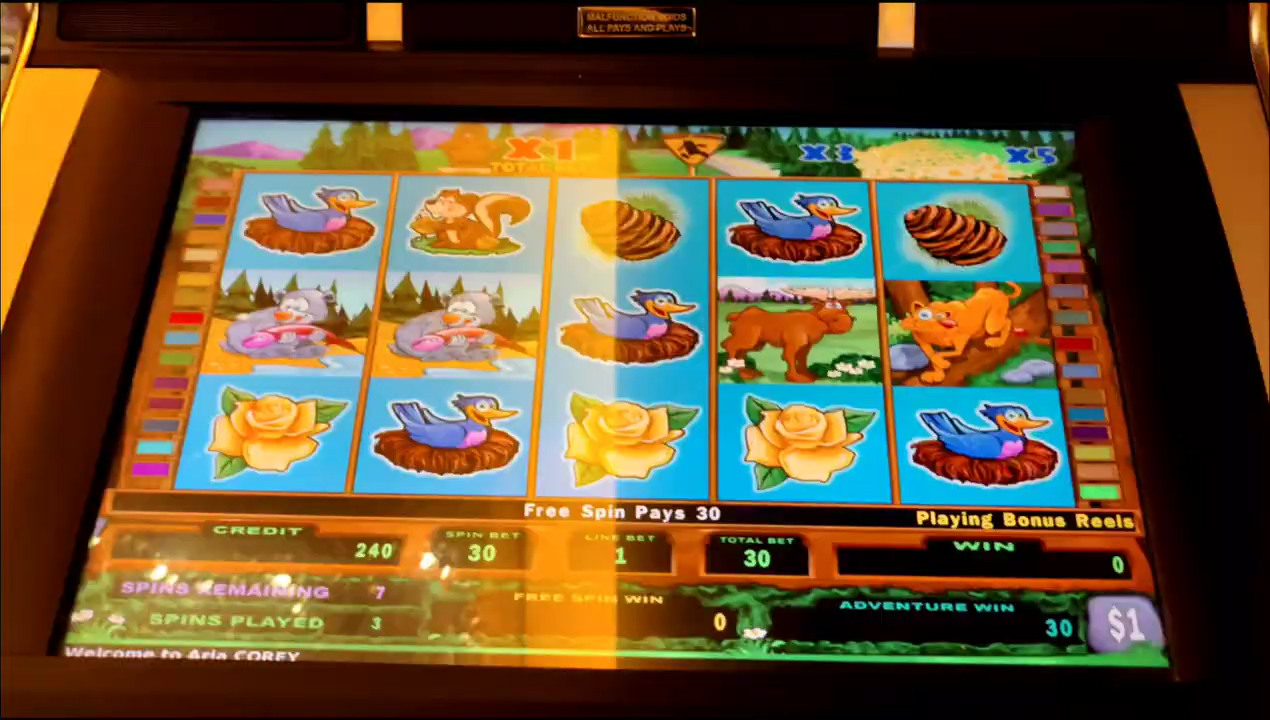 MALFUNCTION VOIDS
ALL PAYS AND PLAYS
X1
TOTAL
X3
X5
Free Spin Pays 30
Playing Bonus Reels
CREDIT
240
SPIN BET
30
LINE BET
1
TOTAL BET
30
WIN
0
SPINS REMAINING 7
SPINS PLAYED 3
FREE SPIN WIN
0
ADVENTURE WIN
30
$1
Welcome to Aria COREY